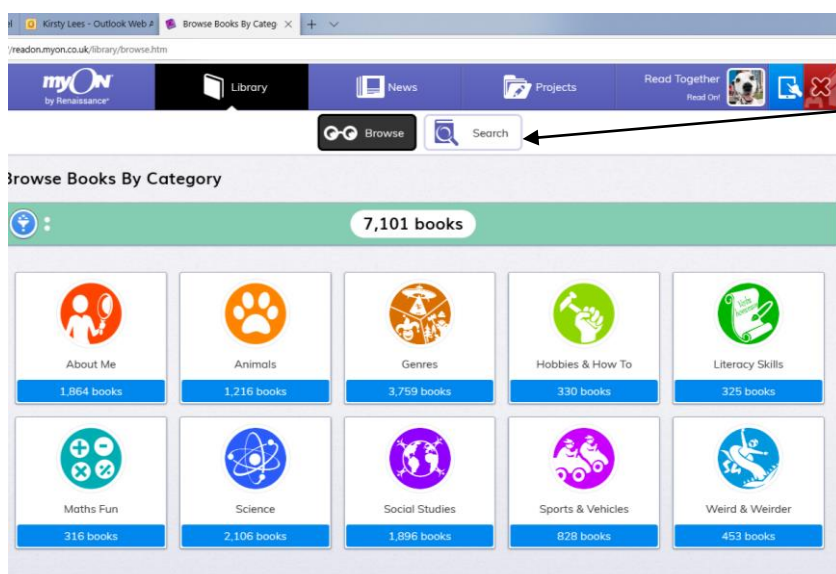 Kirsty Lees - Outlook Web A
Browse Books By Categ
readon.myon.co.uk/library/browse.htm
myON
by Renaissance
Library
News
Projects
Read Together
Read On!
Browse
Search
Browse Books By Category
7,101 books
About Me
Animals
Genres
Hobbies & How To
Literacy Skills
1,864 books
1,216 books
3,759 books
330 books
325 books
Maths Fun
Science
Social Studies
Sports & Vehicles
Weird & Weirder
316 books
2,106 books
1,896 books
828 books
453 books